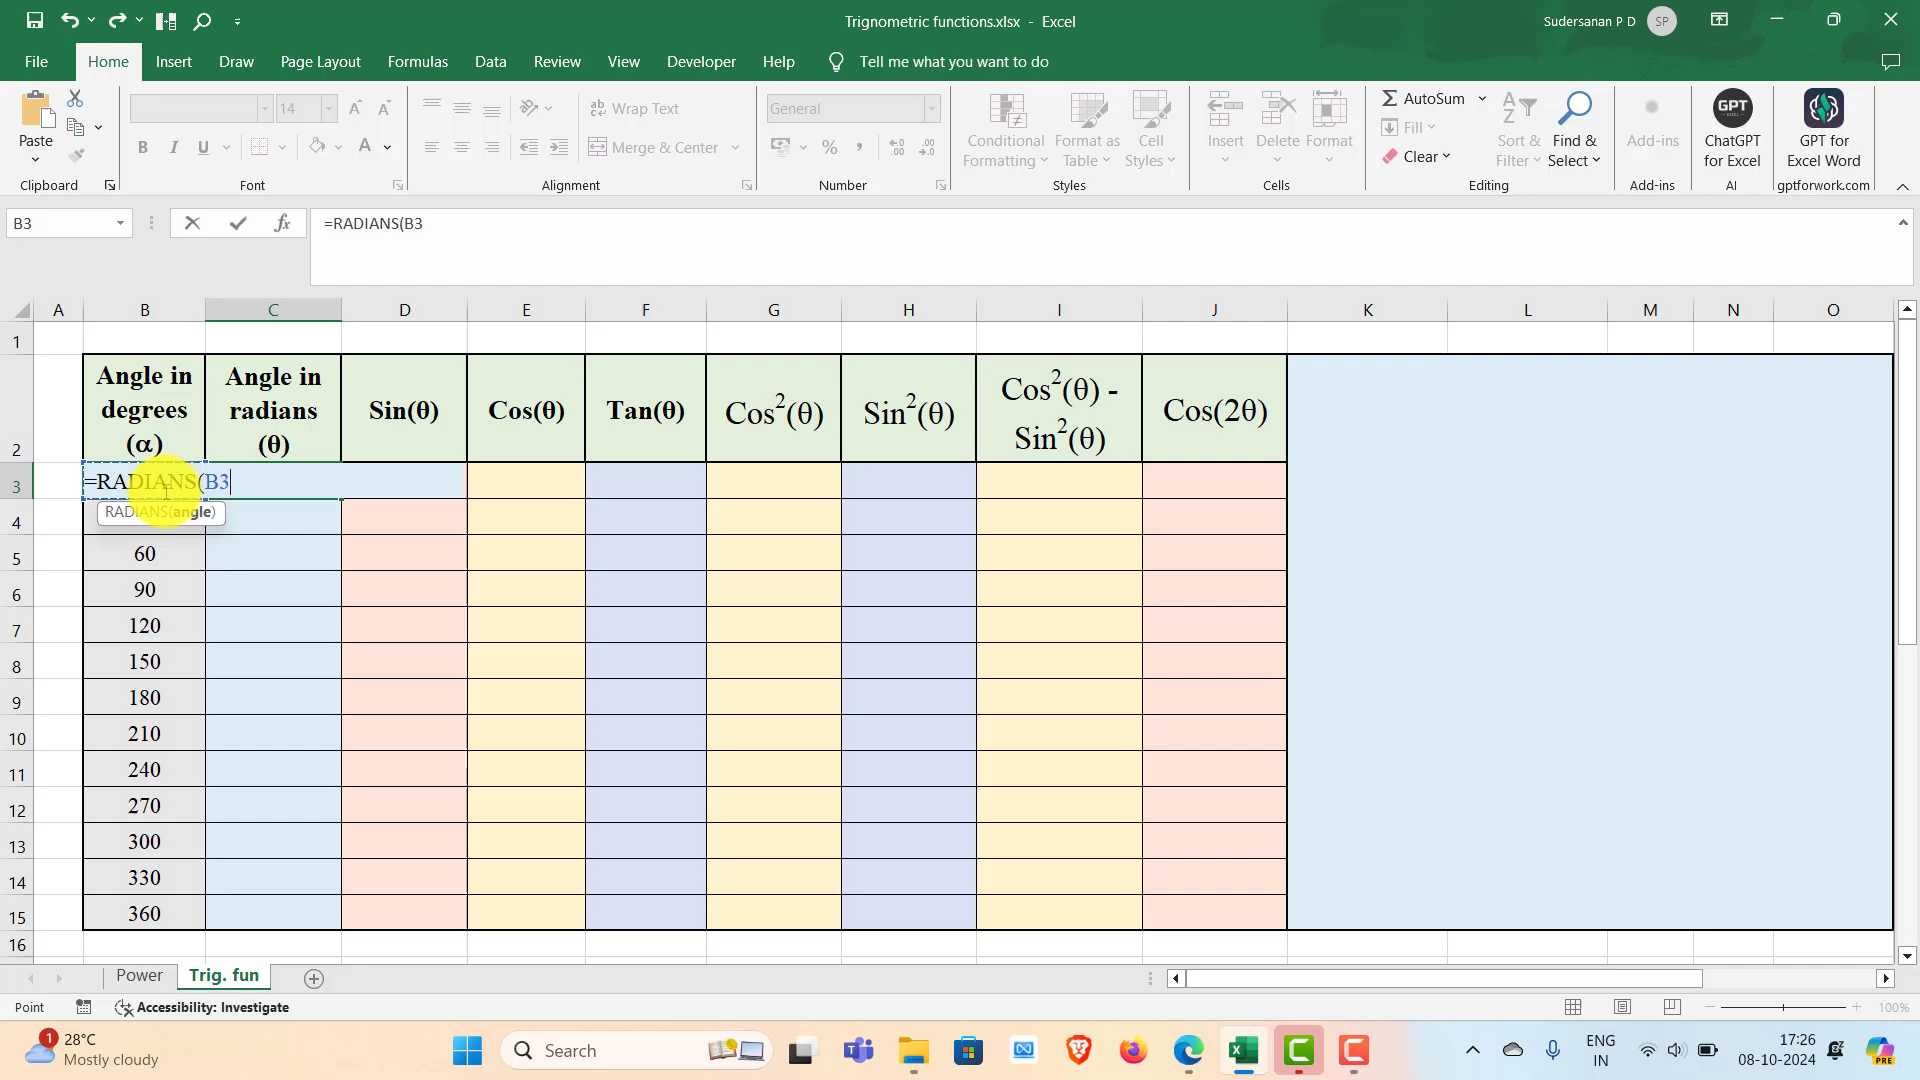 Trignometric functions.xlsx - Excel
Sudersanan P D
SP
File
Home
Insert
Draw
Page Layout
Formulas
Data
Review
View
Developer
Help
Tell me what you want to do
Paste
Clipboard
14
B I U
Font
Wrap Text
Merge & Center
Alignment
General
Number
Conditional Formatting
Format as Table
Cell Styles
Styles
Insert
Delete
Format
Cells
AutoSum
Fill
Clear
Sort & Filter
Find & Select
Editing
Add-ins
Add-ins
GPT
ChatGPT for Excel
AI
GPT for Excel Word
gptforwork.com
B3
fx
=RADIANS(B3
A B C D E F G H I J K L M N O
1
2
Angle in degrees (α)
Angle in radians (θ)
Sin(θ)
Cos(θ)
Tan(θ)
Cos²(θ)
Sin²(θ)
Cos²(θ) - Sin²(θ)
Cos(2θ)
3
=RADIANS(B3
RADIANS(angle)
4
5 60
6 90
7 120
8 150
9 180
10 210
11 240
12 270
13 300
14 330
15 360
16
Power
Trig. fun
Point
Accessibility: Investigate
100%
1
28°C
Mostly cloudy
Search
ENG
IN
17:26
08-10-2024
PRE